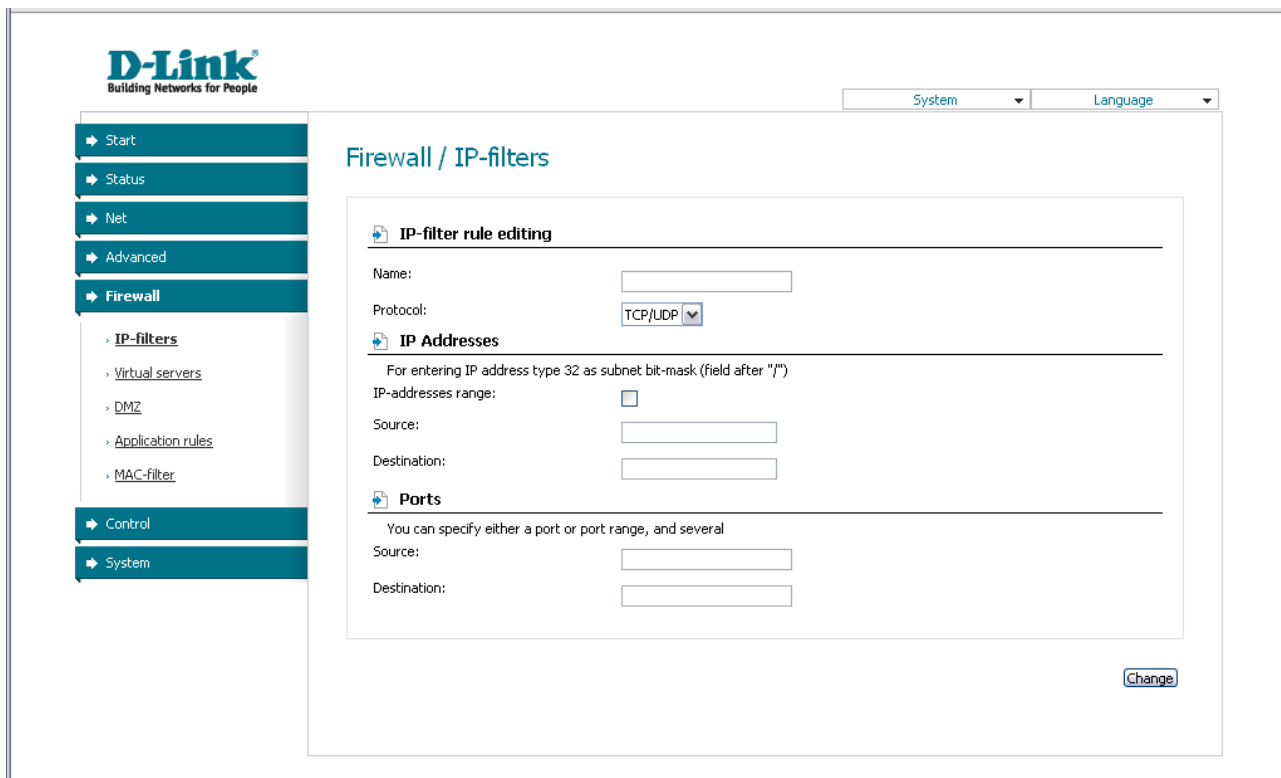 D-Link
Building Networks for People
System Language
Start
Status
Net
Advanced
Firewall
IP-filters
Virtual servers
DMZ
Application rules
MAC-filter
Control
System
Firewall / IP-filters
IP-filter rule editing
Name:
Protocol: TCP/UDP
IP Addresses
For entering IP address type 32 as subnet bit-mask (field after "/")
IP-addresses range:
Source:
Destination:
Ports
You can specify either a port or port range, and several
Source:
Destination:
Change